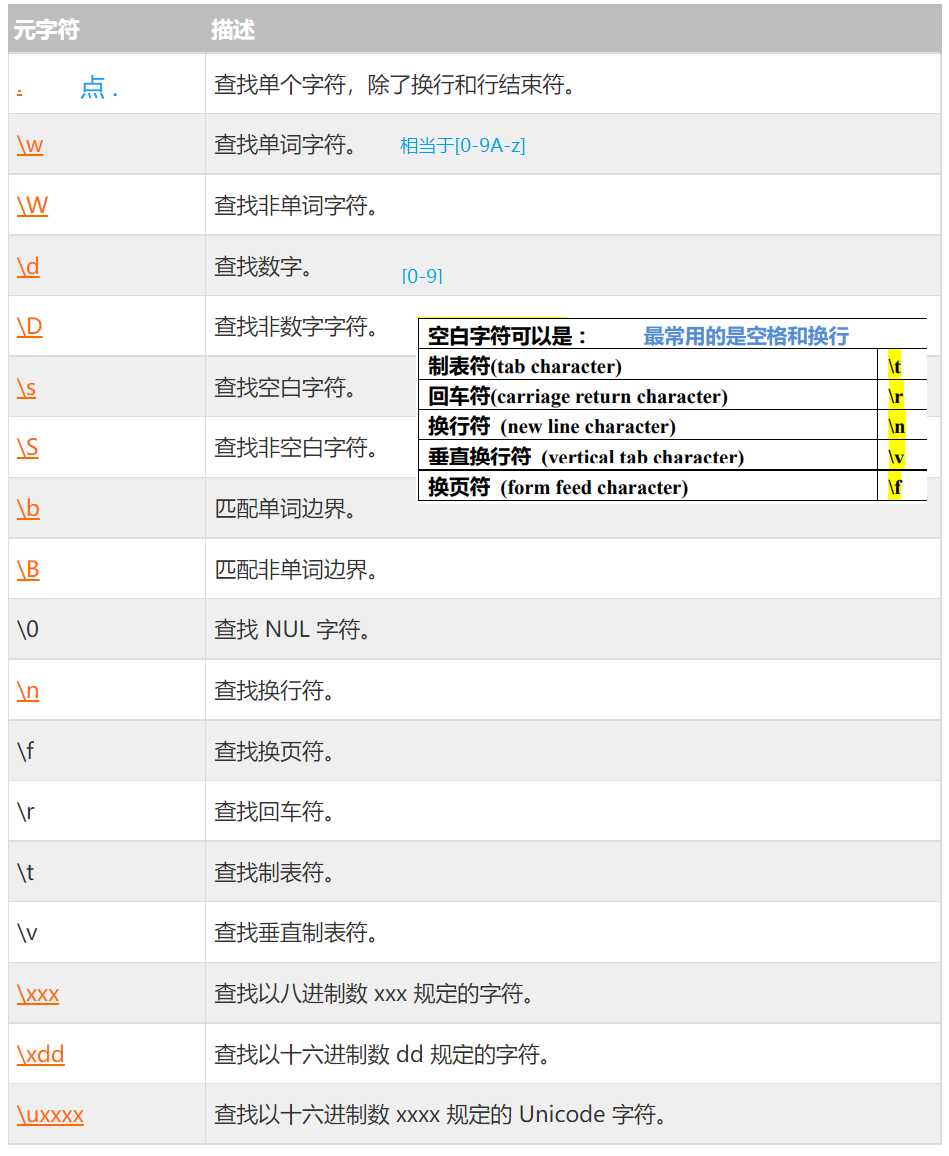 元字符 描述
. 点 . 查找单个字符，除了换行和行结束符。
\w 查找单词字符。 相当于[0-9A-z]
\W 查找非单词字符。
\d 查找数字。 [0-9]
\D 查找非数字字符。
\s 查找空白字符。
\S 查找非空白字符。
\b 匹配单词边界。
空白字符可以是： 最常用的是空格和换行
制表符(tab character) \t
回车符(carriage return character) \r
换行符 (new line character) \n
垂直换行符 (vertical tab character) \v
换页符 (form feed character) \f
\B 匹配非单词边界。
\0 查找 NUL 字符。
\n 查找换行符。
\f 查找换页符。
\r 查找回车符。
\t 查找制表符。
\v 查找垂直制表符。
\xxx 查找以八进制数 xxx 规定的字符。
\xdd 查找以十六进制数 dd 规定的字符。
\uxxxx 查找以十六进制数 xxxx 规定的 Unicode 字符。